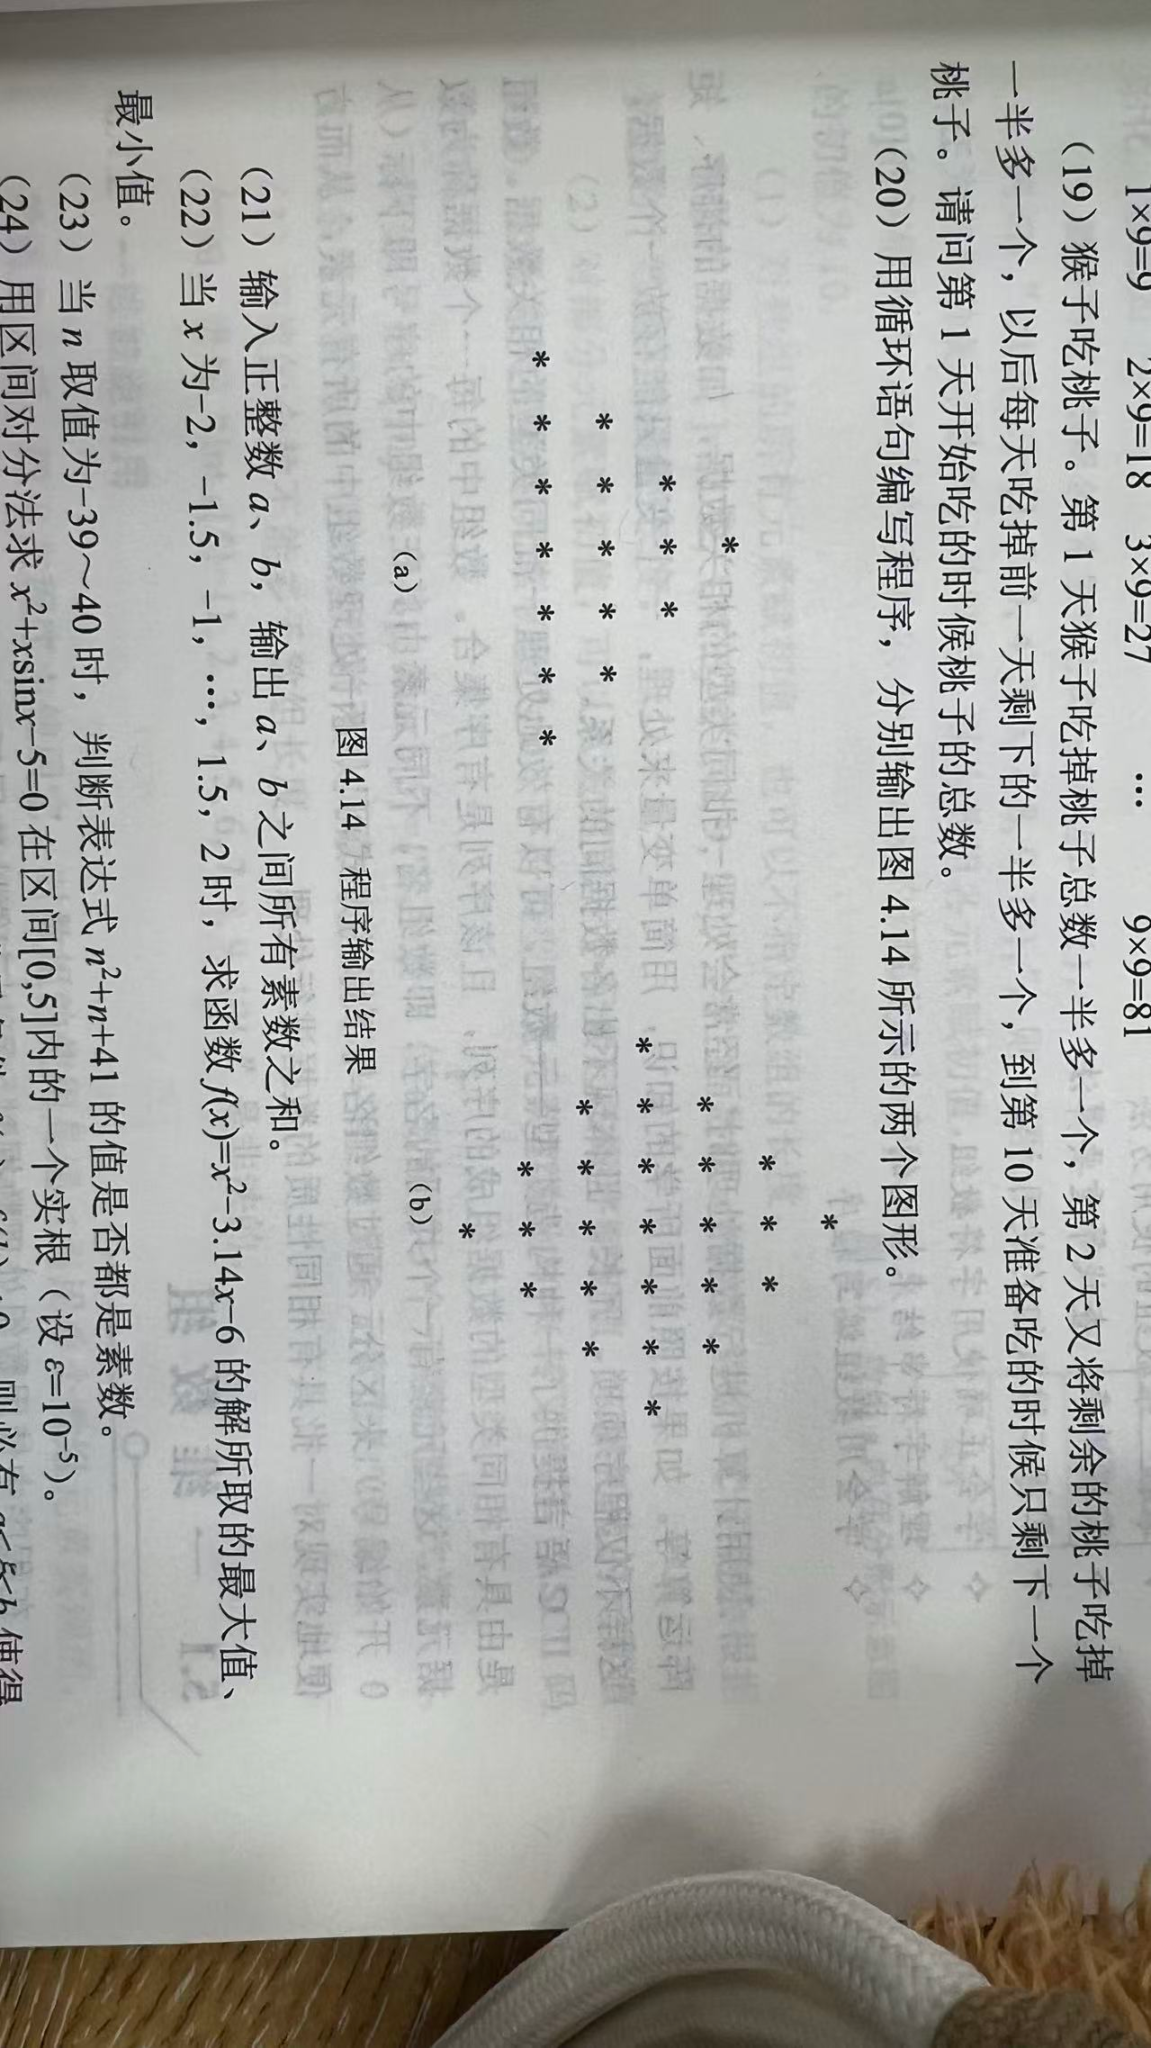 1×9=9 2×9=18 3×9=27 … 9×9=81
（19）猴子吃桃子。第 1 天猴子吃掉桃子总数一半多一个，第 2 天又将剩余的桃子吃掉
一半多一个，以后每天吃掉前一天剩下的一半多一个，到第 10 天准备吃的时候只剩下一个
桃子。请问第 1 天开始吃的时候桃子的总数。
（20）用循环语句编写程序，分别输出图 4.14 所示的两个图形。
*
* * *
* * * * *
* * * * * * *
(a)
*
* * *
* * * * *
* * * * * * *
* * * * *
* * *
*
(b)
图 4.14 程序输出结果
（21）输入正整数 a、b，输出 a、b 之间所有素数之和。
（22）当 x 为-2，-1.5，-1，…，1.5，2 时，求函数 f(x)=x²-3.14x-6 的解所取的最大值、
最小值。
（23）当 n 取值为-39～40 时，判断表达式 n²+n+41 的值是否都是素数。
（24）用区间对分法求 x²+xsinx-5=0 在区间[0,5]内的一个实根（设 ε=10⁻⁵）。